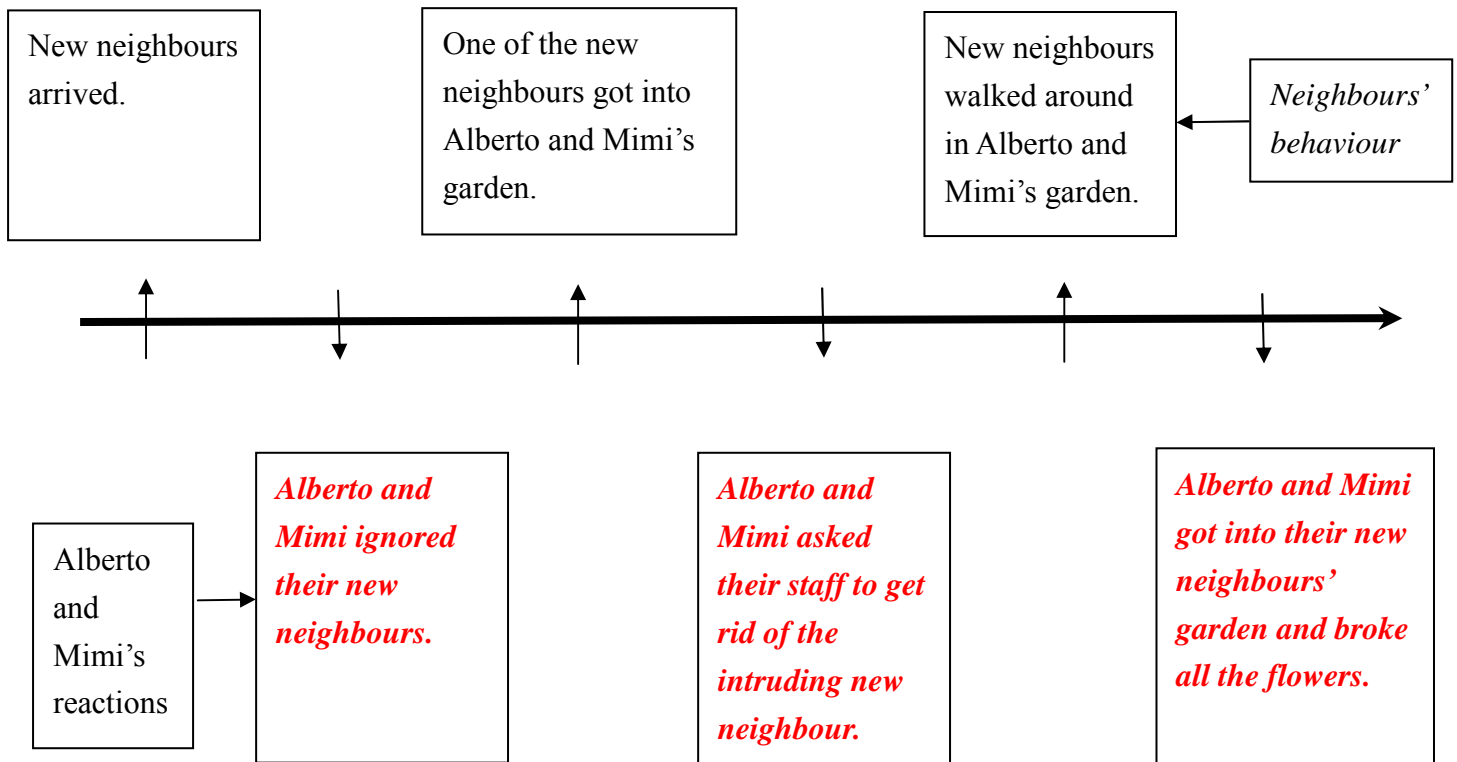 New neighbours
arrived.
One of the new
neighbours got into
Alberto and Mimi’s
garden.
New neighbours
walked around
in Alberto and
Mimi’s garden.
Neighbours’
behaviour
Alberto
and
Mimi’s
reactions
Alberto and
Mimi ignored
their new
neighbours.
Alberto and
Mimi asked
their staff to get
rid of the
intruding new
neighbour.
Alberto and Mimi
got into their new
neighbours’
garden and broke
all the flowers.